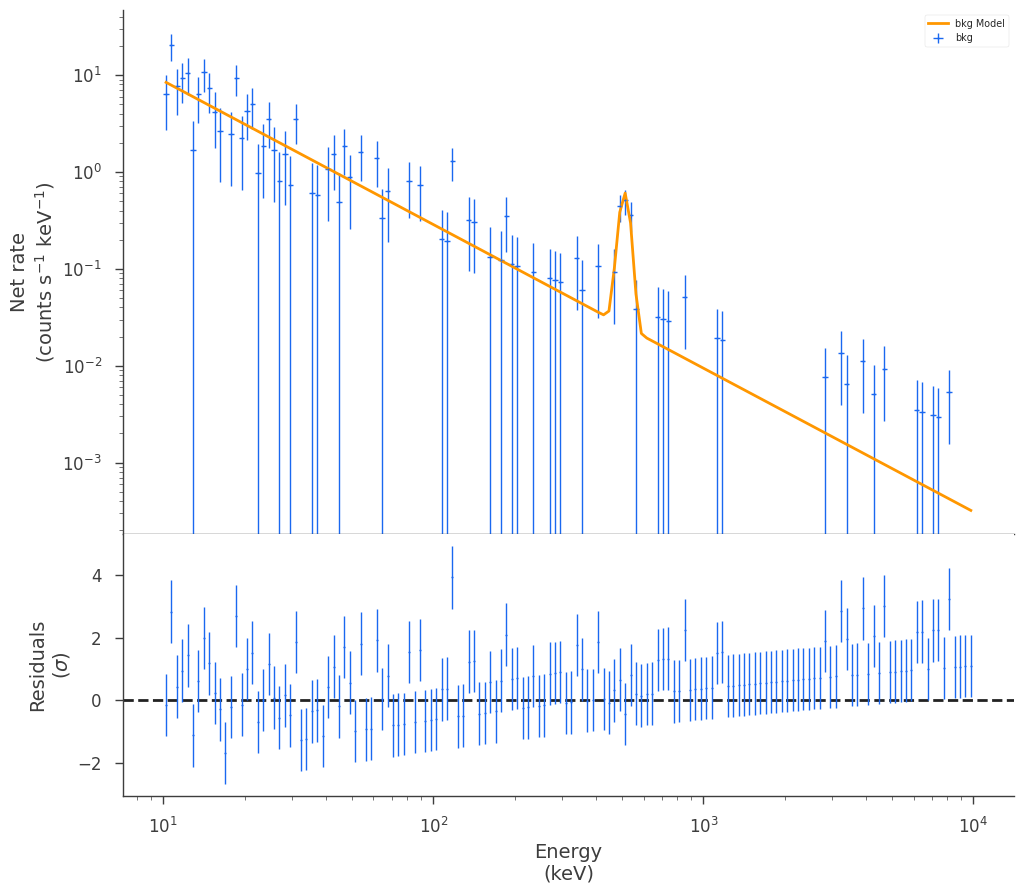 bkg Model
bkg
Net rate
(counts s⁻¹ keV⁻¹)
10¹
10⁰
10⁻¹
10⁻²
10⁻³
Residuals
(σ)
4
2
0
−2
10¹ 10² 10³ 10⁴
Energy
(keV)